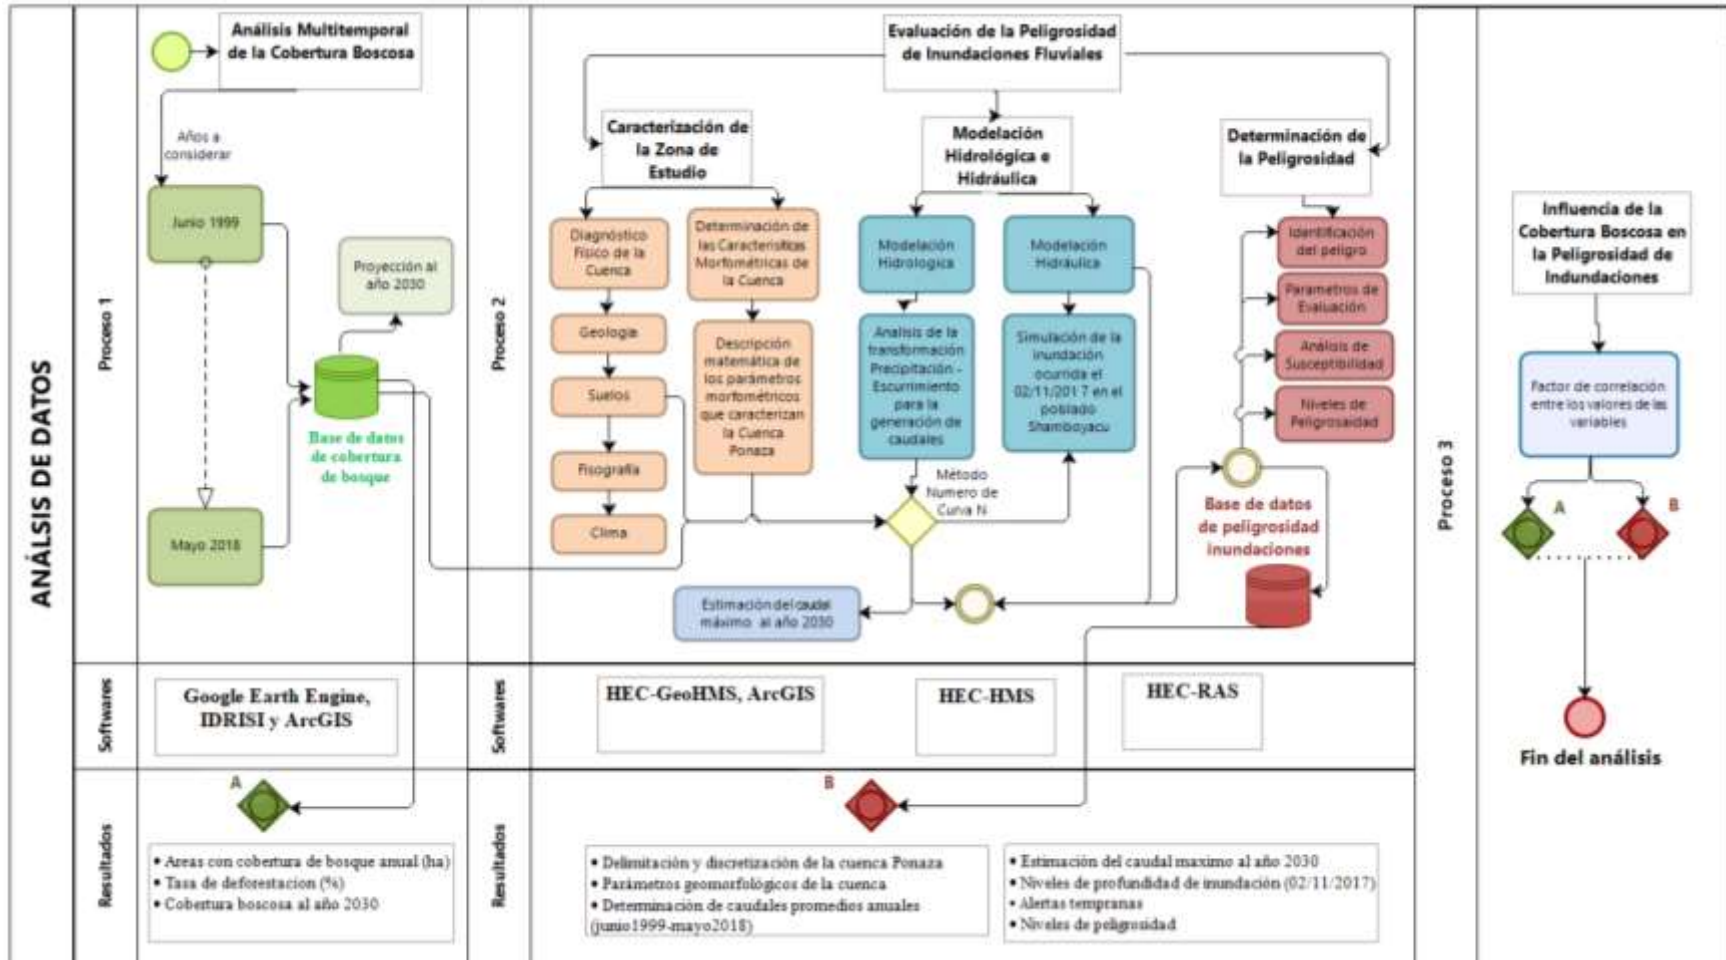 ANÁLSIS DE DATOS
Proceso 1
Análisis Multitemporal
de la Cobertura Boscosa
Años a
considerar
Junio 1999
Proyección al
año 2030
Base de datos
de cobertura
de bosque
Mayo 2018
Softwares
Google Earth Engine,
IDRISI y ArcGIS
Resultados
A
• Areas con cobertura de bosque anual (ha)
• Tasa de deforestacion (%)
• Cobertura boscosa al año 2030
Proceso 2
Evaluación de la Peligrosidad
de Inundaciones Fluviales
Caracterización de
la Zona de
Estudio
Diagnóstico
Físico de la
Cuenca
Geología
Suelos
Fisografía
Clima
Determinación de
las Caracterísiticas
Morfométricas de
la Cuenca
Descripción
matemática de
los parámetros
morfométricos
que caracterizan
la Cuenca
Ponaza
Modelación
Hidrológica e
Hidráulica
Modelación
Hidrologica
Analisis de la
transformación
Precipitación -
Escurrimiento
para la
generación de
caudales
Método
Numero de
Curva N
Modelación
Hidráulica
Simulación de la
inundación
ocurrida el
02/11/2017 en el
poblado
Shamboyacu
Estimación del caudal
máximo al año 2030
Determinación de
la Peligrosidad
Identificación
del peligro
Parametros de
Evaluación
Análisis de
Susceptibilidad
Niveles de
Peligrosaidad
Base de datos
de peligrosidad
inundaciones
Softwares
HEC-GeoHMS, ArcGIS
HEC-HMS
HEC-RAS
Resultados
B
• Delimitación y discretización de la cuenca Ponaza
• Parámetros geomorfológicos de la cuenca
• Determinación de caudales promedios anuales
(junio1999-mayo2018)
• Estimación del caudal maximo al año 2030
• Niveles de profundidad de inundación (02/11/2017)
• Alertas tempranas
• Niveles de peligrosidad
Proceso 3
Influencia de la
Cobertura Boscosa en
la Peligrosidad de
Indundaciones
Factor de correlación
entre los valores de las
variables
A
B
Fin del análisis